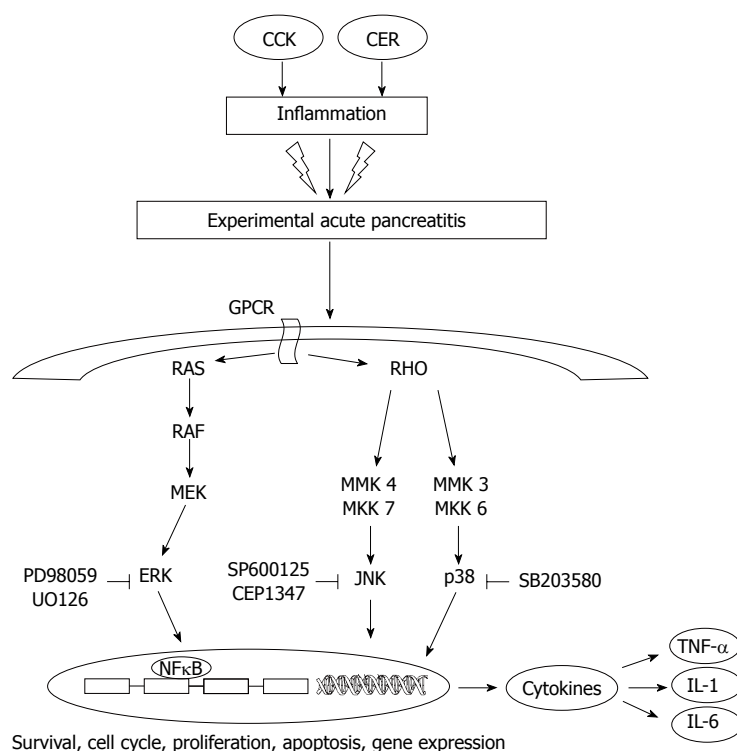 CCK
CER
Inflammation
Experimental acute pancreatitis
GPCR
RAS
RHO
RAF
MEK
MMK 4
MKK 7
MMK 3
MKK 6
PD98059
UO126
ERK
SP600125
CEP1347
JNK
p38
SB203580
NFκB
Cytokines
TNF-α
IL-1
IL-6
Survival, cell cycle, proliferation, apoptosis, gene expression